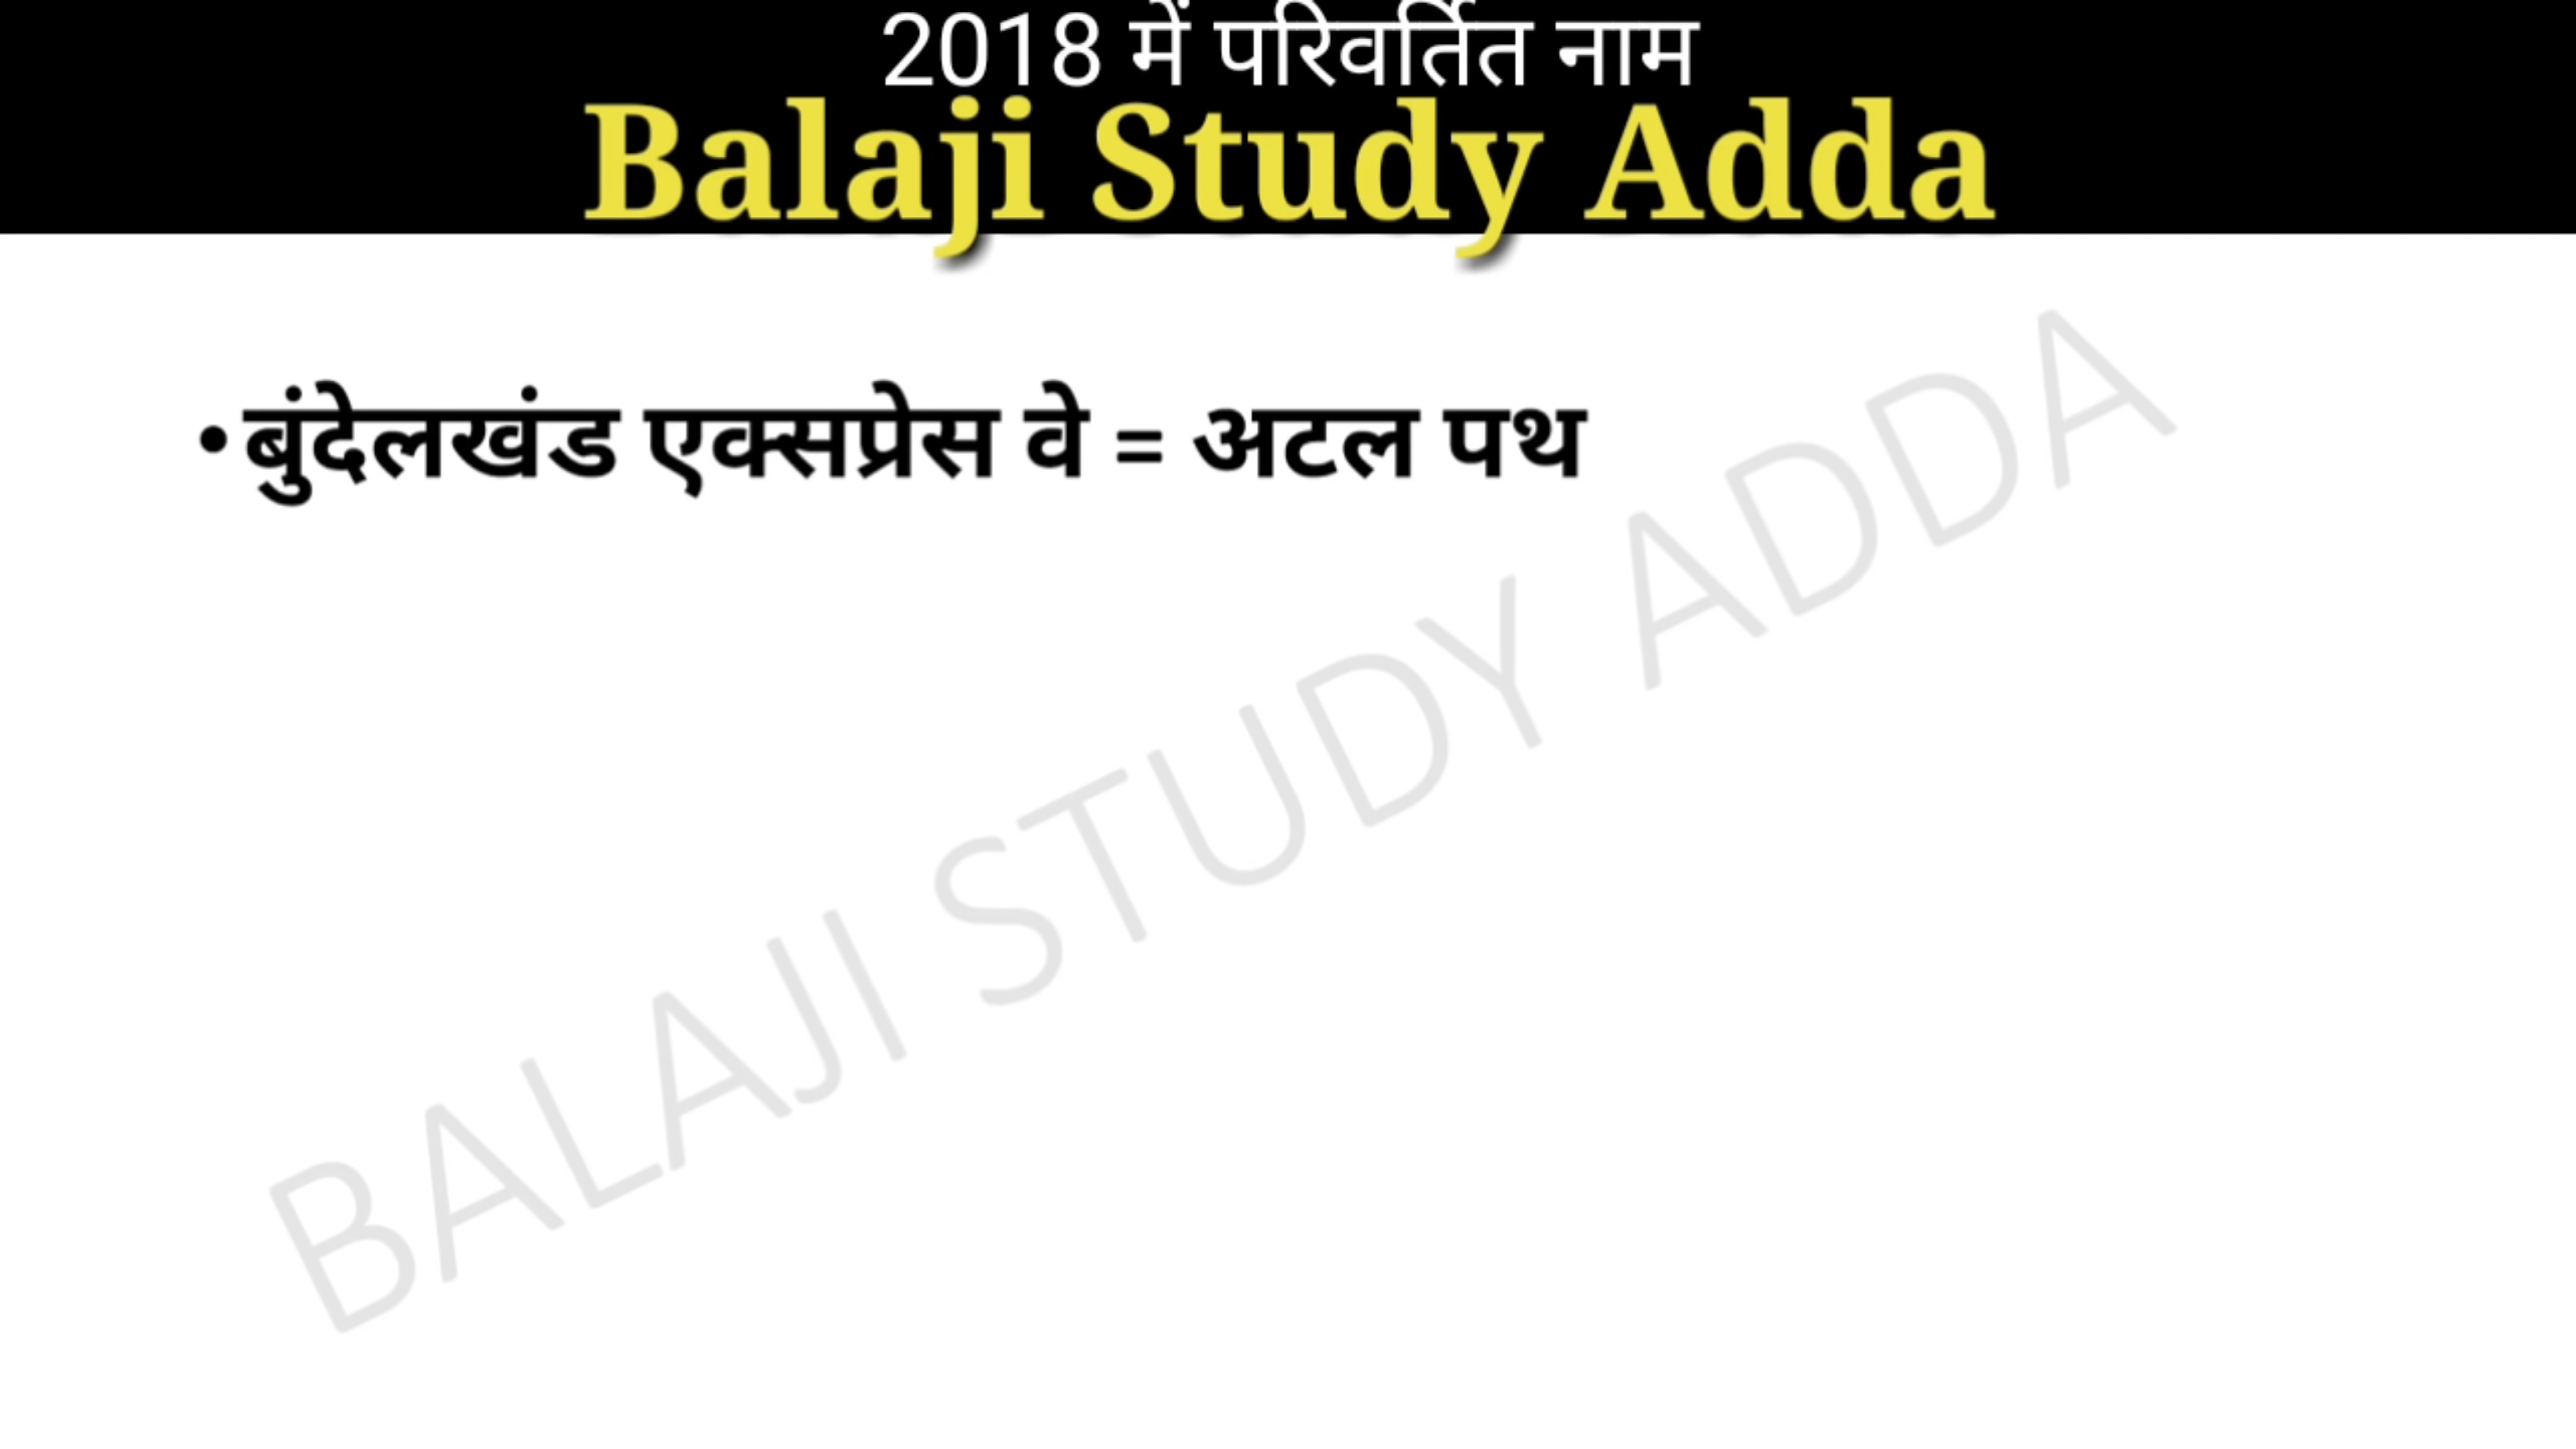 2018 में परिवर्तित नाम
Balaji Study Adda
•बुंदेलखंड एक्सप्रेस वे = अटल पथ
BALAJI STUDY ADDA